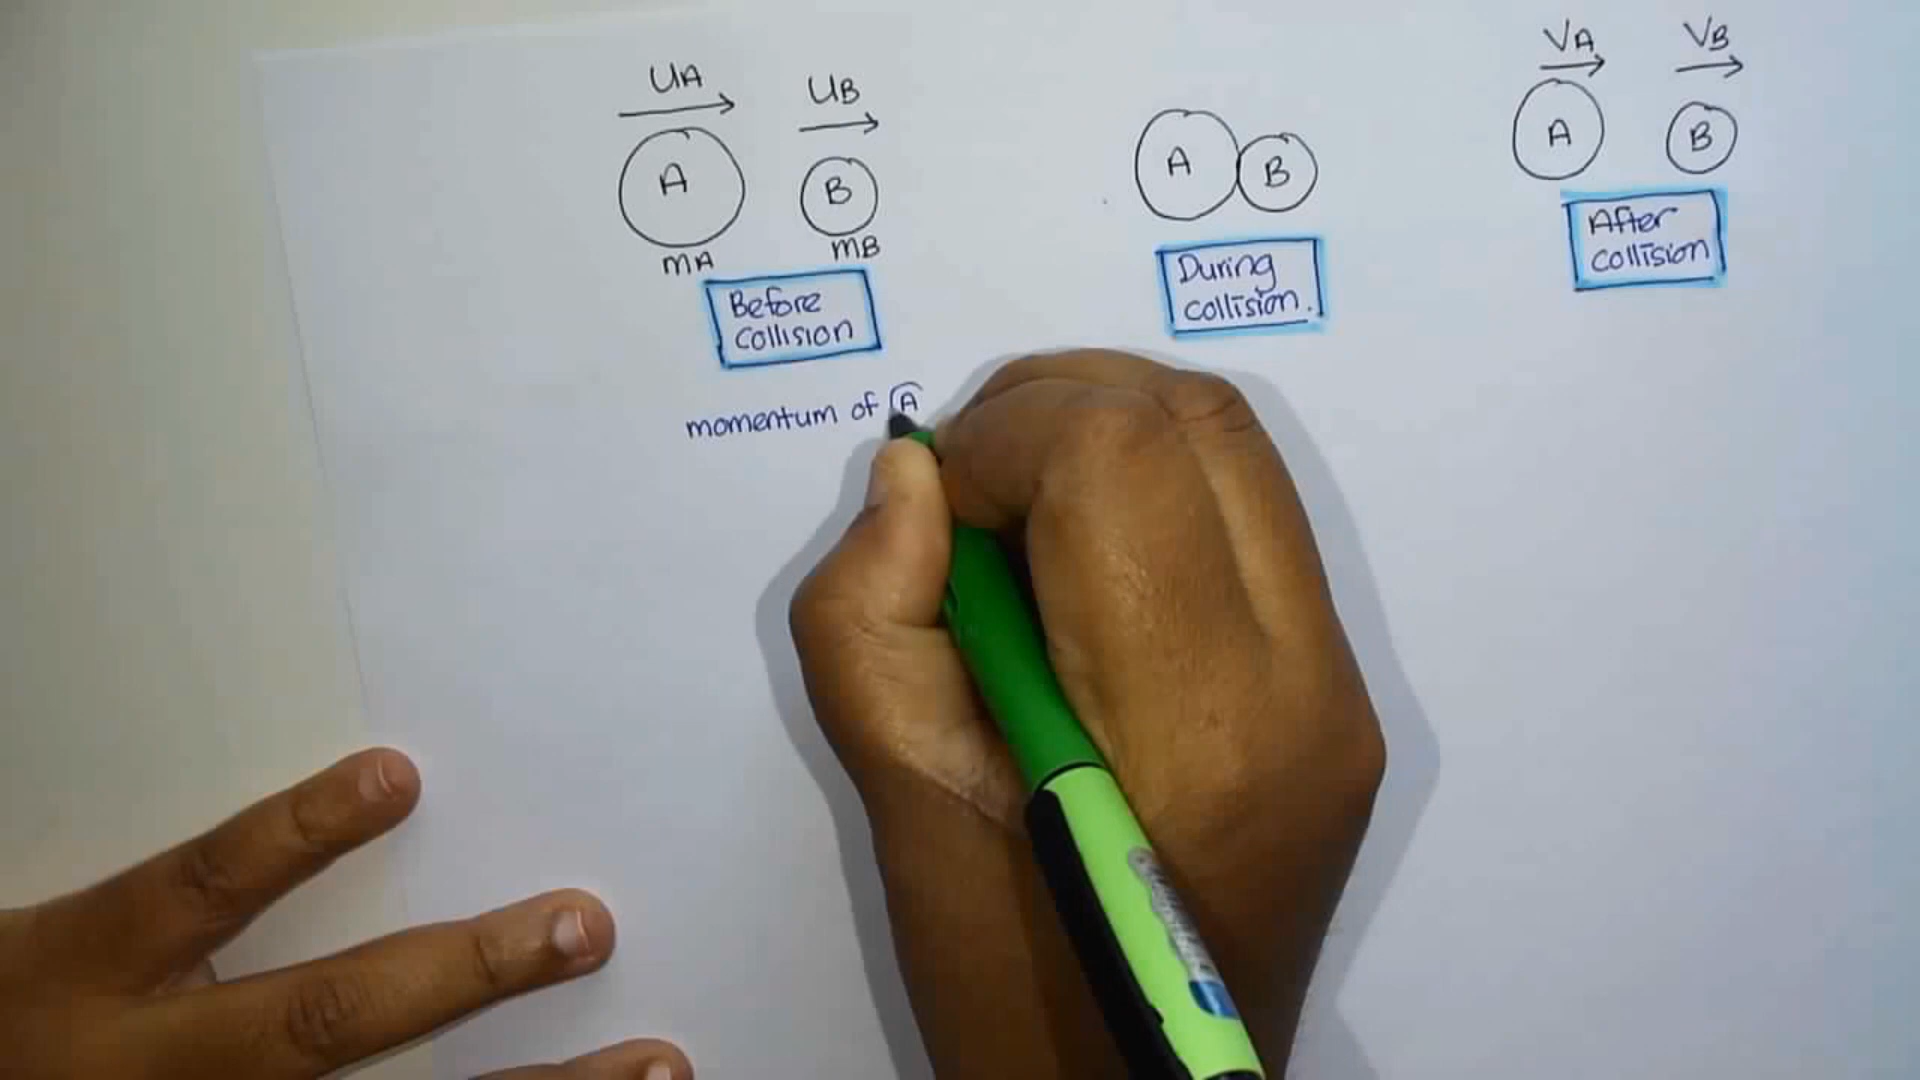 UA
UB
A
B
mA
mB
Before
collision
A
B
During
collision.
VA
VB
A
B
After
collision
momentum of A